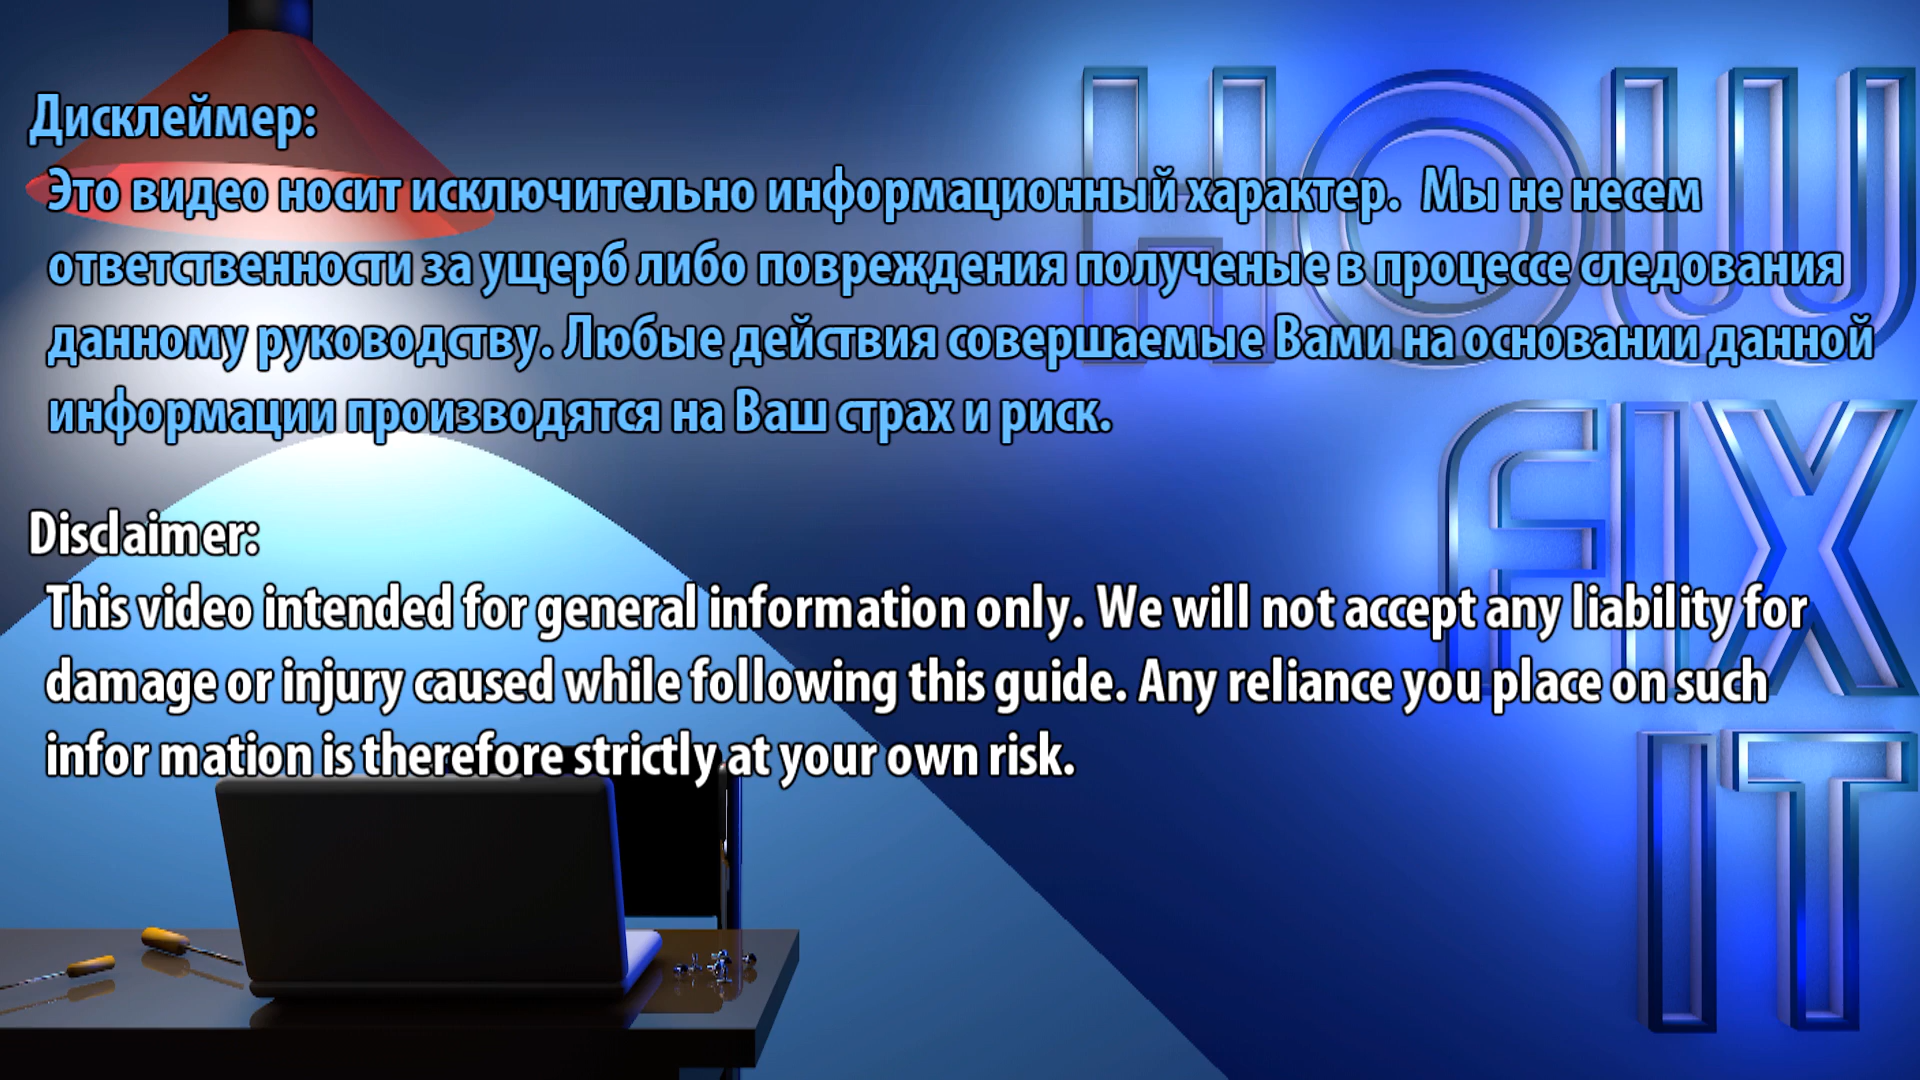 Дисклеймер:
Это видео носит исключительно информационный характер. Мы не несем
ответственности за ущерб либо повреждения полученые в процессе следования
данному руководству. Любые действия совершаемые Вами на основании данной
информации производятся на Ваш страх и риск.
Disclaimer:
This video intended for general information only. We will not accept any liability for
damage or injury caused while following this guide. Any reliance you place on such
infor mation is therefore strictly at your own risk.
HOW
FIX
IT